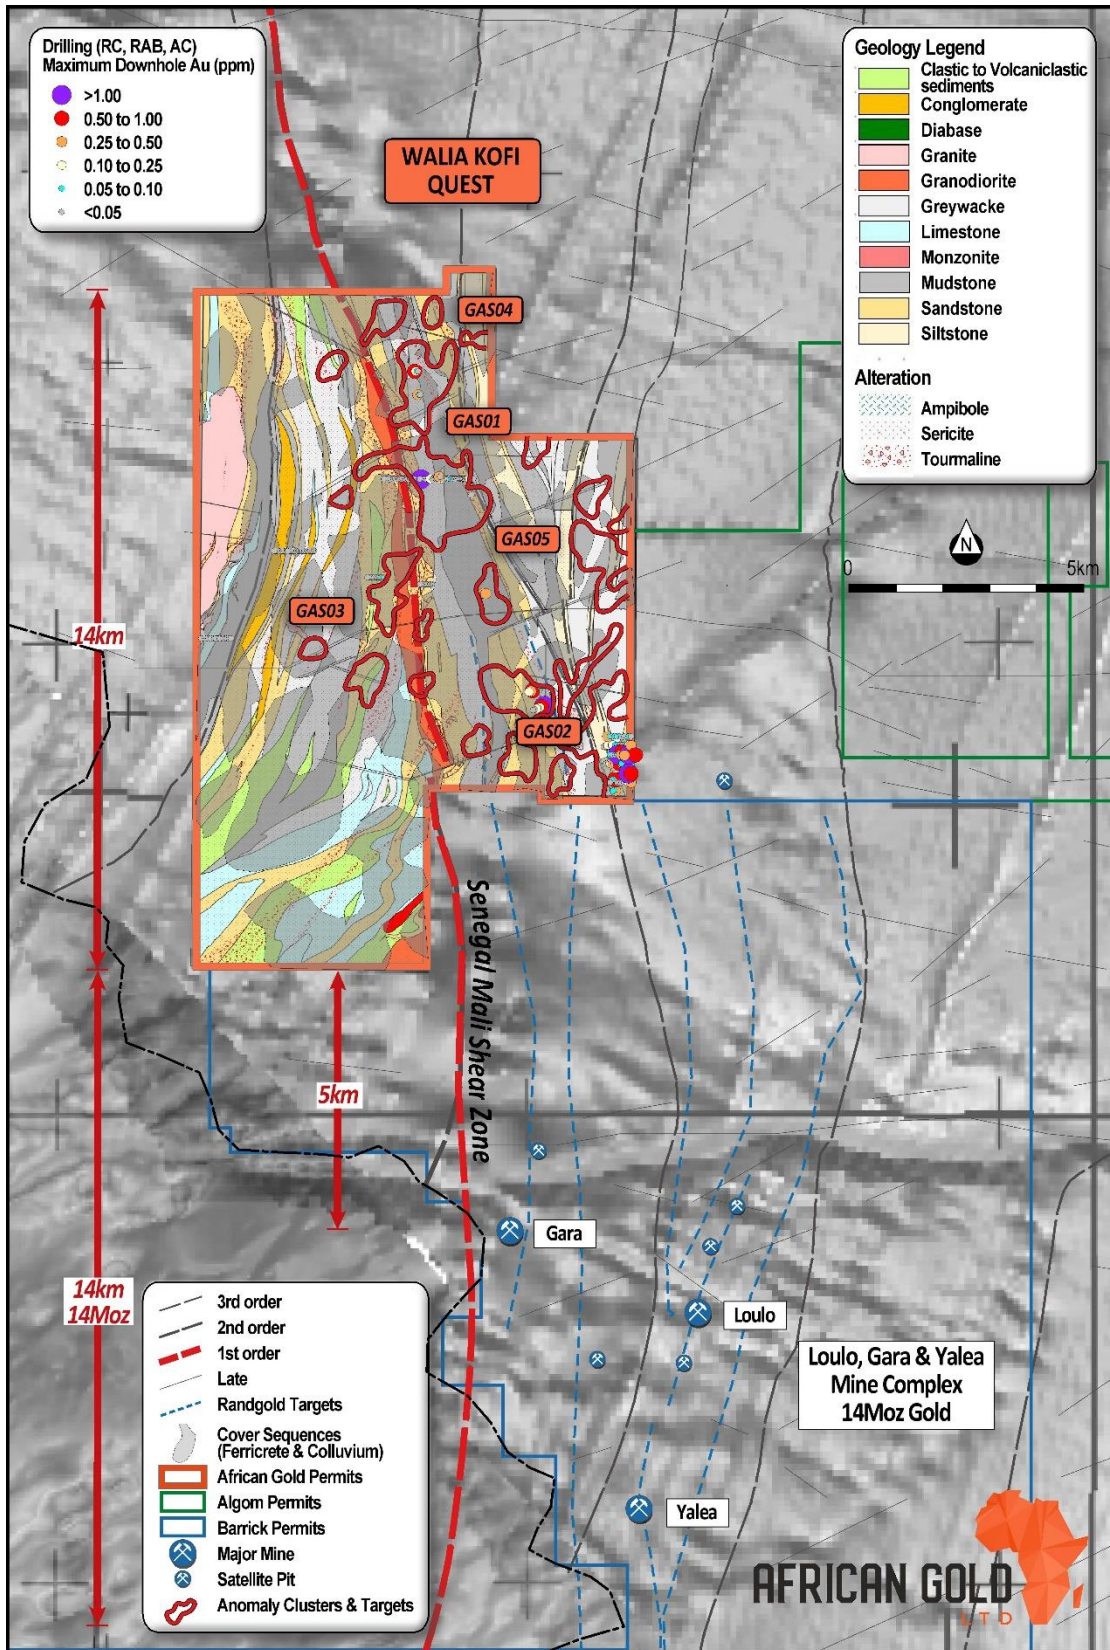 Drilling (RC, RAB, AC)
Maximum Downhole Au (ppm)
>1.00
0.50 to 1.00
0.25 to 0.50
0.10 to 0.25
0.05 to 0.10
<0.05
WALIA KOFI
QUEST
Geology Legend
Clastic to Volcaniclastic
sediments
Conglomerate
Diabase
Granite
Granodiorite
Greywacke
Limestone
Monzonite
Mudstone
Sandstone
Siltstone
Alteration
Ampibole
Sericite
Tourmaline
N
0
5km
GAS04
GAS01
GAS05
GAS03
GAS02
14km
Senegal Mali Shear Zone
5km
14km
14Moz
Gara
Loulo
Loulo, Gara & Yalea
Mine Complex
14Moz Gold
Yalea
3rd order
2nd order
1st order
Late
Randgold Targets
Cover Sequences
(Ferricrete & Colluvium)
African Gold Permits
Algom Permits
Barrick Permits
Major Mine
Satellite Pit
Anomaly Clusters & Targets
AFRICAN GOLD
LTD